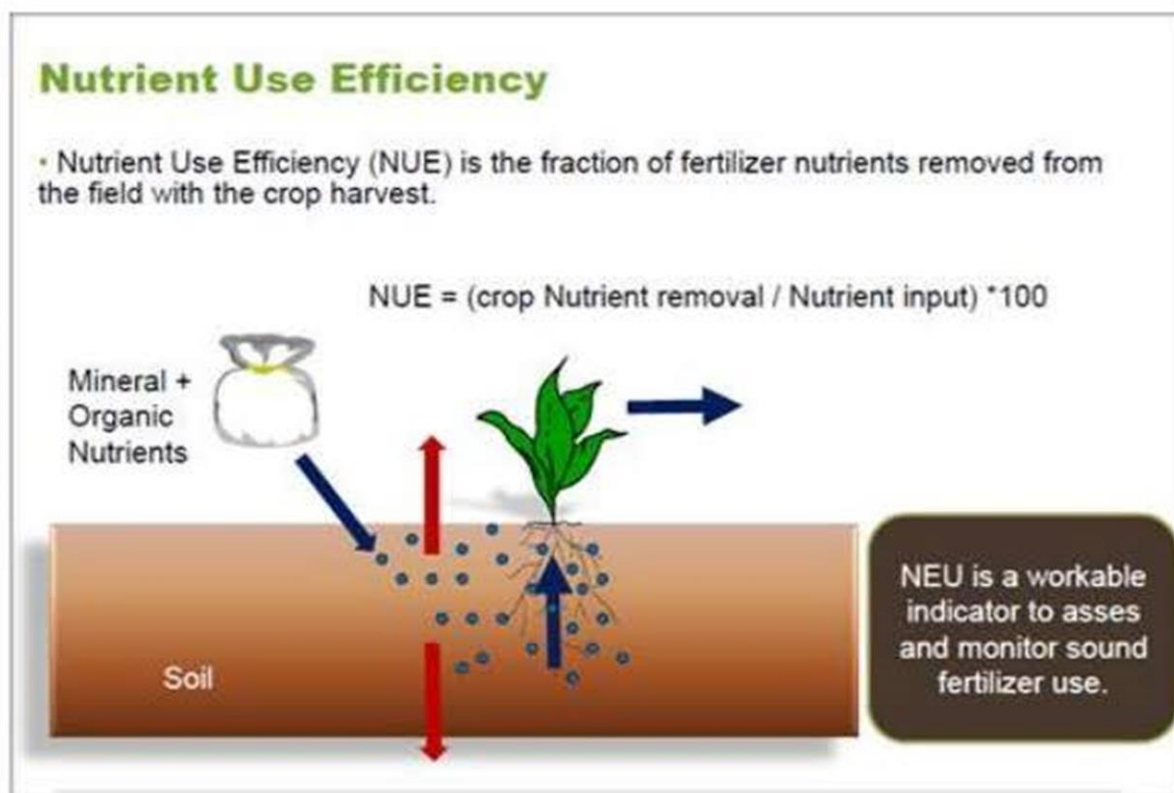 Nutrient Use Efficiency
• Nutrient Use Efficiency (NUE) is the fraction of fertilizer nutrients removed from
the field with the crop harvest.
NUE = (crop Nutrient removal / Nutrient input) *100
Mineral +
Organic
Nutrients
Soil
NEU is a workable
indicator to asses
and monitor sound
fertilizer use.